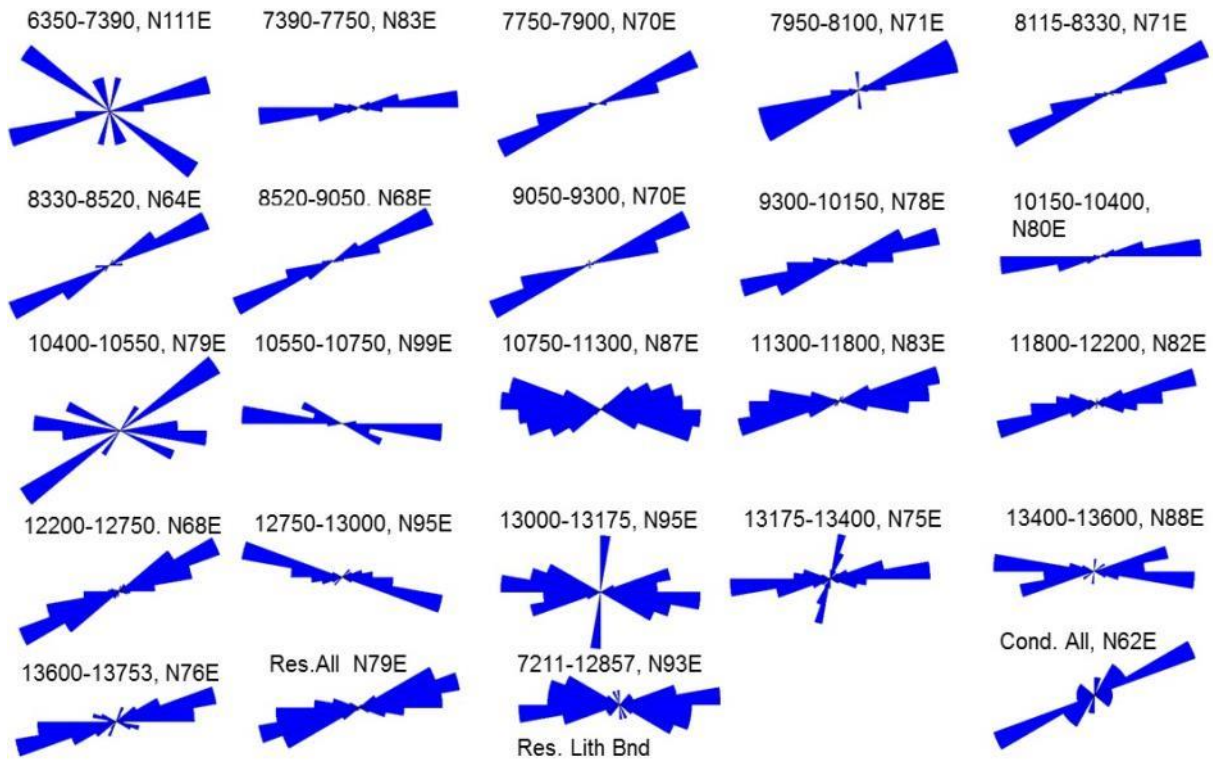 6350-7390, N111E
7390-7750, N83E
7750-7900, N70E
7950-8100, N71E
8115-8330, N71E
8330-8520, N64E
8520-9050. N68E
9050-9300, N70E
9300-10150, N78E
10150-10400,
N80E
10400-10550, N79E
10550-10750, N99E
10750-11300, N87E
11300-11800, N83E
11800-12200, N82E
12200-12750. N68E
12750-13000, N95E
13000-13175, N95E
13175-13400, N75E
13400-13600, N88E
13600-13753, N76E
Res.All N79E
7211-12857, N93E
Res. Lith Bnd
Cond. All, N62E